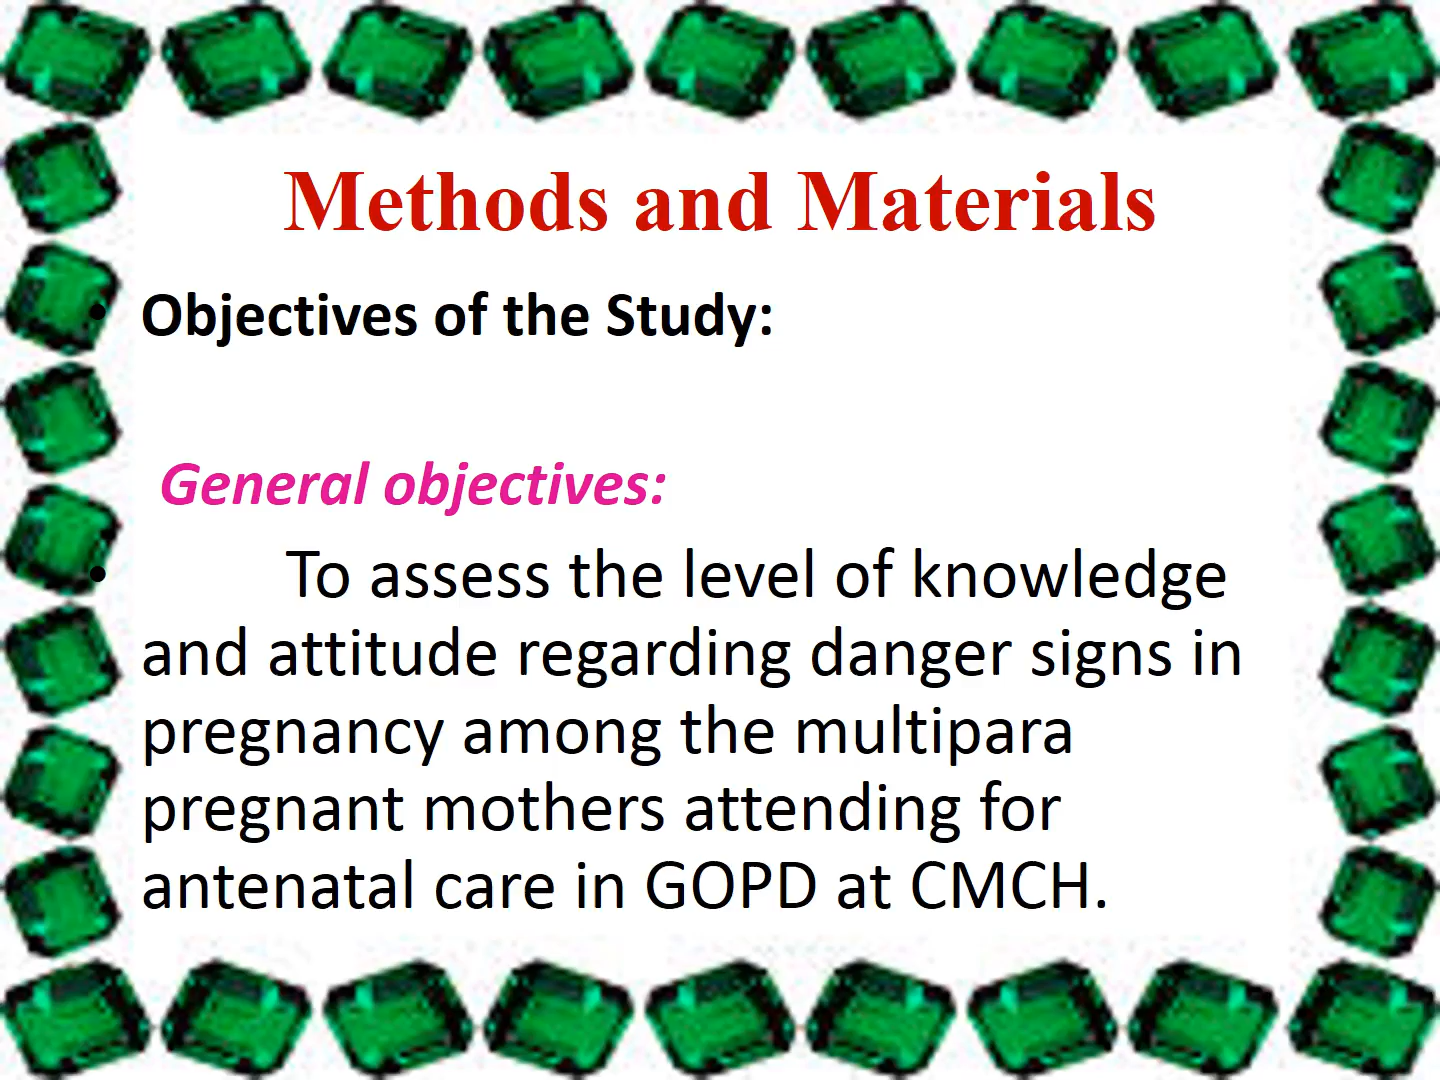 Methods and Materials
• Objectives of the Study:
General objectives:
• To assess the level of knowledge
and attitude regarding danger signs in
pregnancy among the multipara
pregnant mothers attending for
antenatal care in GOPD at CMCH.